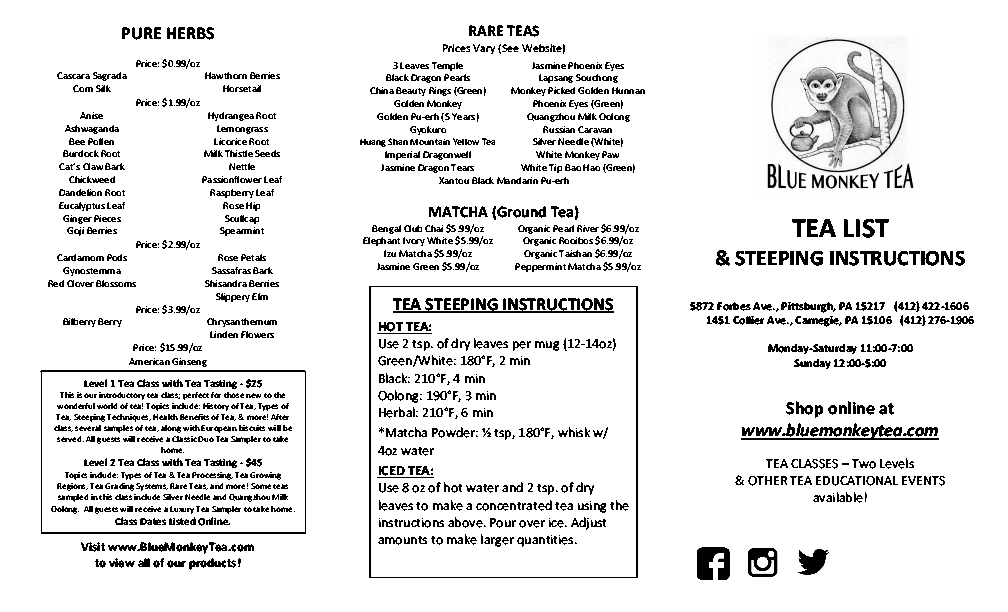 PURE HERBS
Price: $0.99/oz
Cascara Sagrada Hawthorn Berries
Corn Silk Horsetail
Price: $1.99/oz
Anise Hydrangea Root
Ashwaganda Lemongrass
Bee Pollen Licorice Root
Burdock Root Milk Thistle Seeds
Cat's Claw Bark Nettle
Chickweed Passionflower Leaf
Dandelion Root Raspberry Leaf
Eucalyptus Leaf Rose Hip
Ginger Pieces Scullcap
Goji Berries Spearmint
Price: $2.99/oz
Cardamom Pods Rose Petals
Gynostemma Sassafras Bark
Red Clover Blossoms Shisandra Berries
Slippery Elm
Price: $3.99/oz
Bilberry Berry Chrysanthemum
Linden Flowers
Price: $15.99/oz
American Ginseng
Level 1 Tea Class with Tea Tasting - $25
This is our introductory tea class; perfect for those new to the
wonderful world of tea! Topics include: History of Tea, Types of
Tea, Steeping Techniques, Health Benefits of Tea, & more! After
class, several samples of tea, along with European biscuits will be
served. All guests will receive a Classic Duo Tea Sampler to take
home.
Level 2 Tea Class with Tea Tasting - $45
Topics include: Types of Tea & Tea Processing, Tea Growing
Regions, Tea Grading Systems, Rare Teas, and more! Some teas
sampled in this class include Silver Needle and Quangzhou Milk
Oolong. All guests will receive a Luxury Tea Sampler to take home.
Class Dates Listed Online.
Visit www.BlueMonkeyTea.com
to view all of our products!
RARE TEAS
Prices Vary (See Website)
3 Leaves Temple Jasmine Phoenix Eyes
Black Dragon Pearls Lapsang Souchong
China Beauty Rings (Green) Monkey Picked Golden Hunnan
Golden Monkey Phoenix Eyes (Green)
Golden Pu-erh (5 Years) Quangzhou Milk Oolong
Gyokuro Russian Caravan
Huang Shan Mountain Yellow Tea Silver Needle (White)
Imperial Dragonwell White Monkey Paw
Jasmine Dragon Tears White Tip Bao Hao (Green)
Xantou Black Mandarin Pu-erh
MATCHA (Ground Tea)
Bengal Club Chai $5.99/oz Organic Pearl River $6.99/oz
Elephant Ivory White $5.99/oz Organic Rooibos $6.99/oz
Izu Matcha $5.99/oz Organic Taishan $6.99/oz
Jasmine Green $5.99/oz Peppermint Matcha $5.99/oz
TEA STEEPING INSTRUCTIONS
HOT TEA:
Use 2 tsp. of dry leaves per mug (12-14oz)
Green/White: 180°F, 2 min
Black: 210°F, 4 min
Oolong: 190°F, 3 min
Herbal: 210°F, 6 min
*Matcha Powder: ½ tsp, 180°F, whisk w/
4oz water
ICED TEA:
Use 8 oz of hot water and 2 tsp. of dry
leaves to make a concentrated tea using the
instructions above. Pour over ice. Adjust
amounts to make larger quantities.
BLUE MONKEY TEA
TEA LIST
& STEEPING INSTRUCTIONS
5872 Forbes Ave., Pittsburgh, PA 15217 (412) 422-1606
1451 Collier Ave., Carnegie, PA 15106 (412) 276-1906
Monday-Saturday 11:00-7:00
Sunday 12:00-5:00
Shop online at
www.bluemonkeytea.com
TEA CLASSES – Two Levels
& OTHER TEA EDUCATIONAL EVENTS
available!